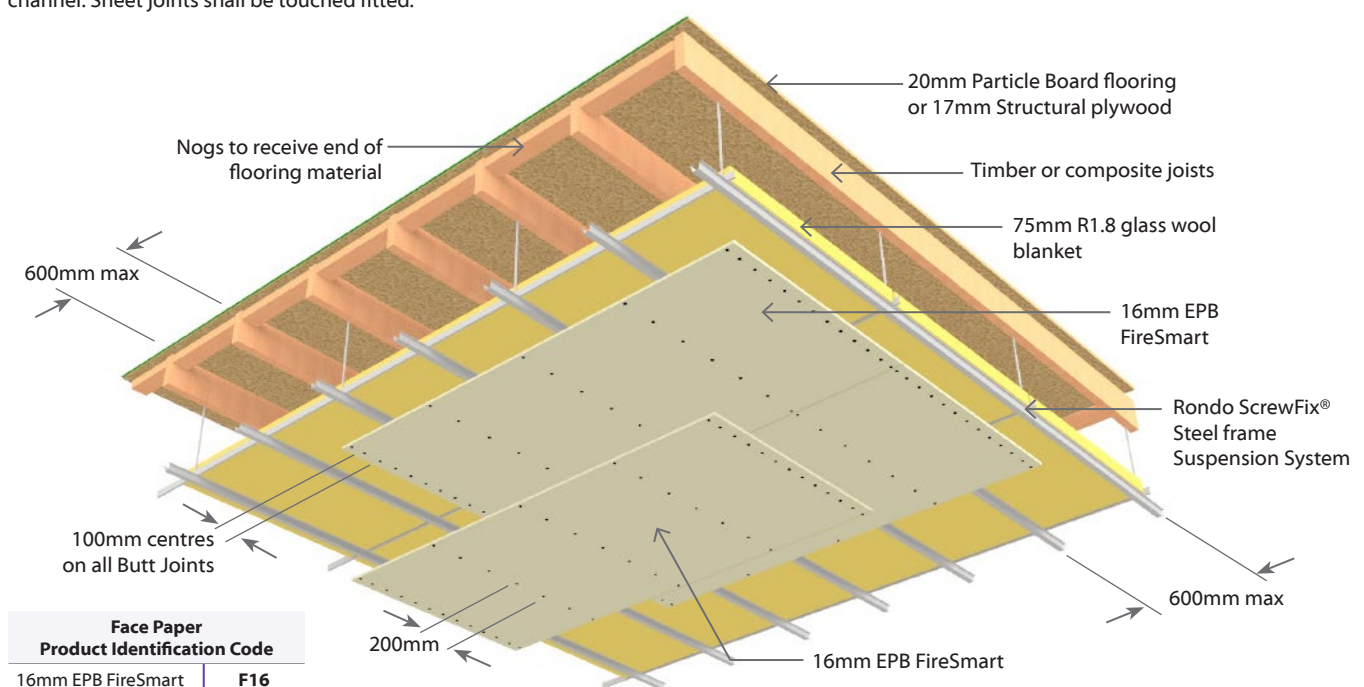 channel. Sheet joints shall be touched fitted.
20mm Particle Board flooring
or 17mm Structural plywood
Nogs to receive end of
flooring material
Timber or composite joists
75mm R1.8 glass wool
blanket
600mm max
16mm EPB
FireSmart
Rondo ScrewFix®
Steel frame
Suspension System
100mm centres
on all Butt Joints
600mm max
200mm
16mm EPB FireSmart
Face Paper
Product Identification Code
16mm EPB FireSmart F16